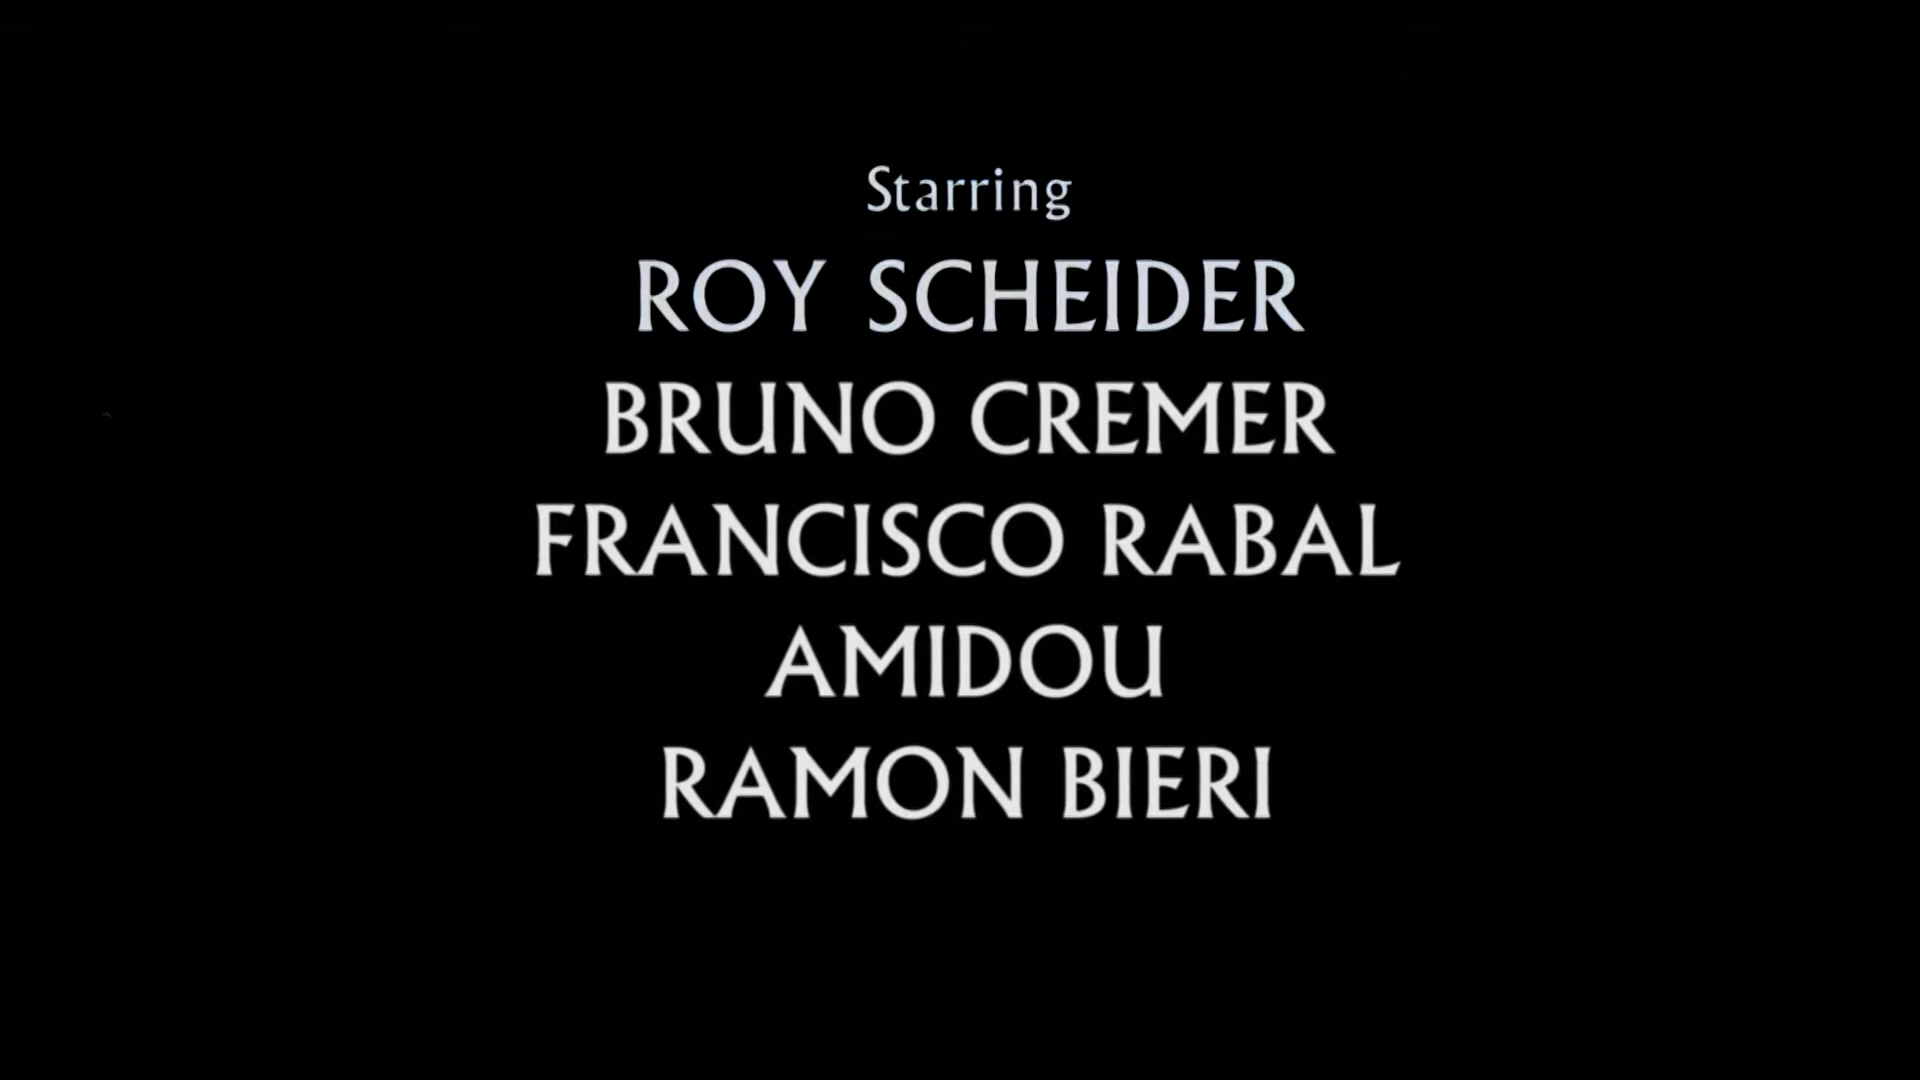 Starring
ROY SCHEIDER
BRUNO CREMER
FRANCISCO RABAL
AMIDOU
RAMON BIERI